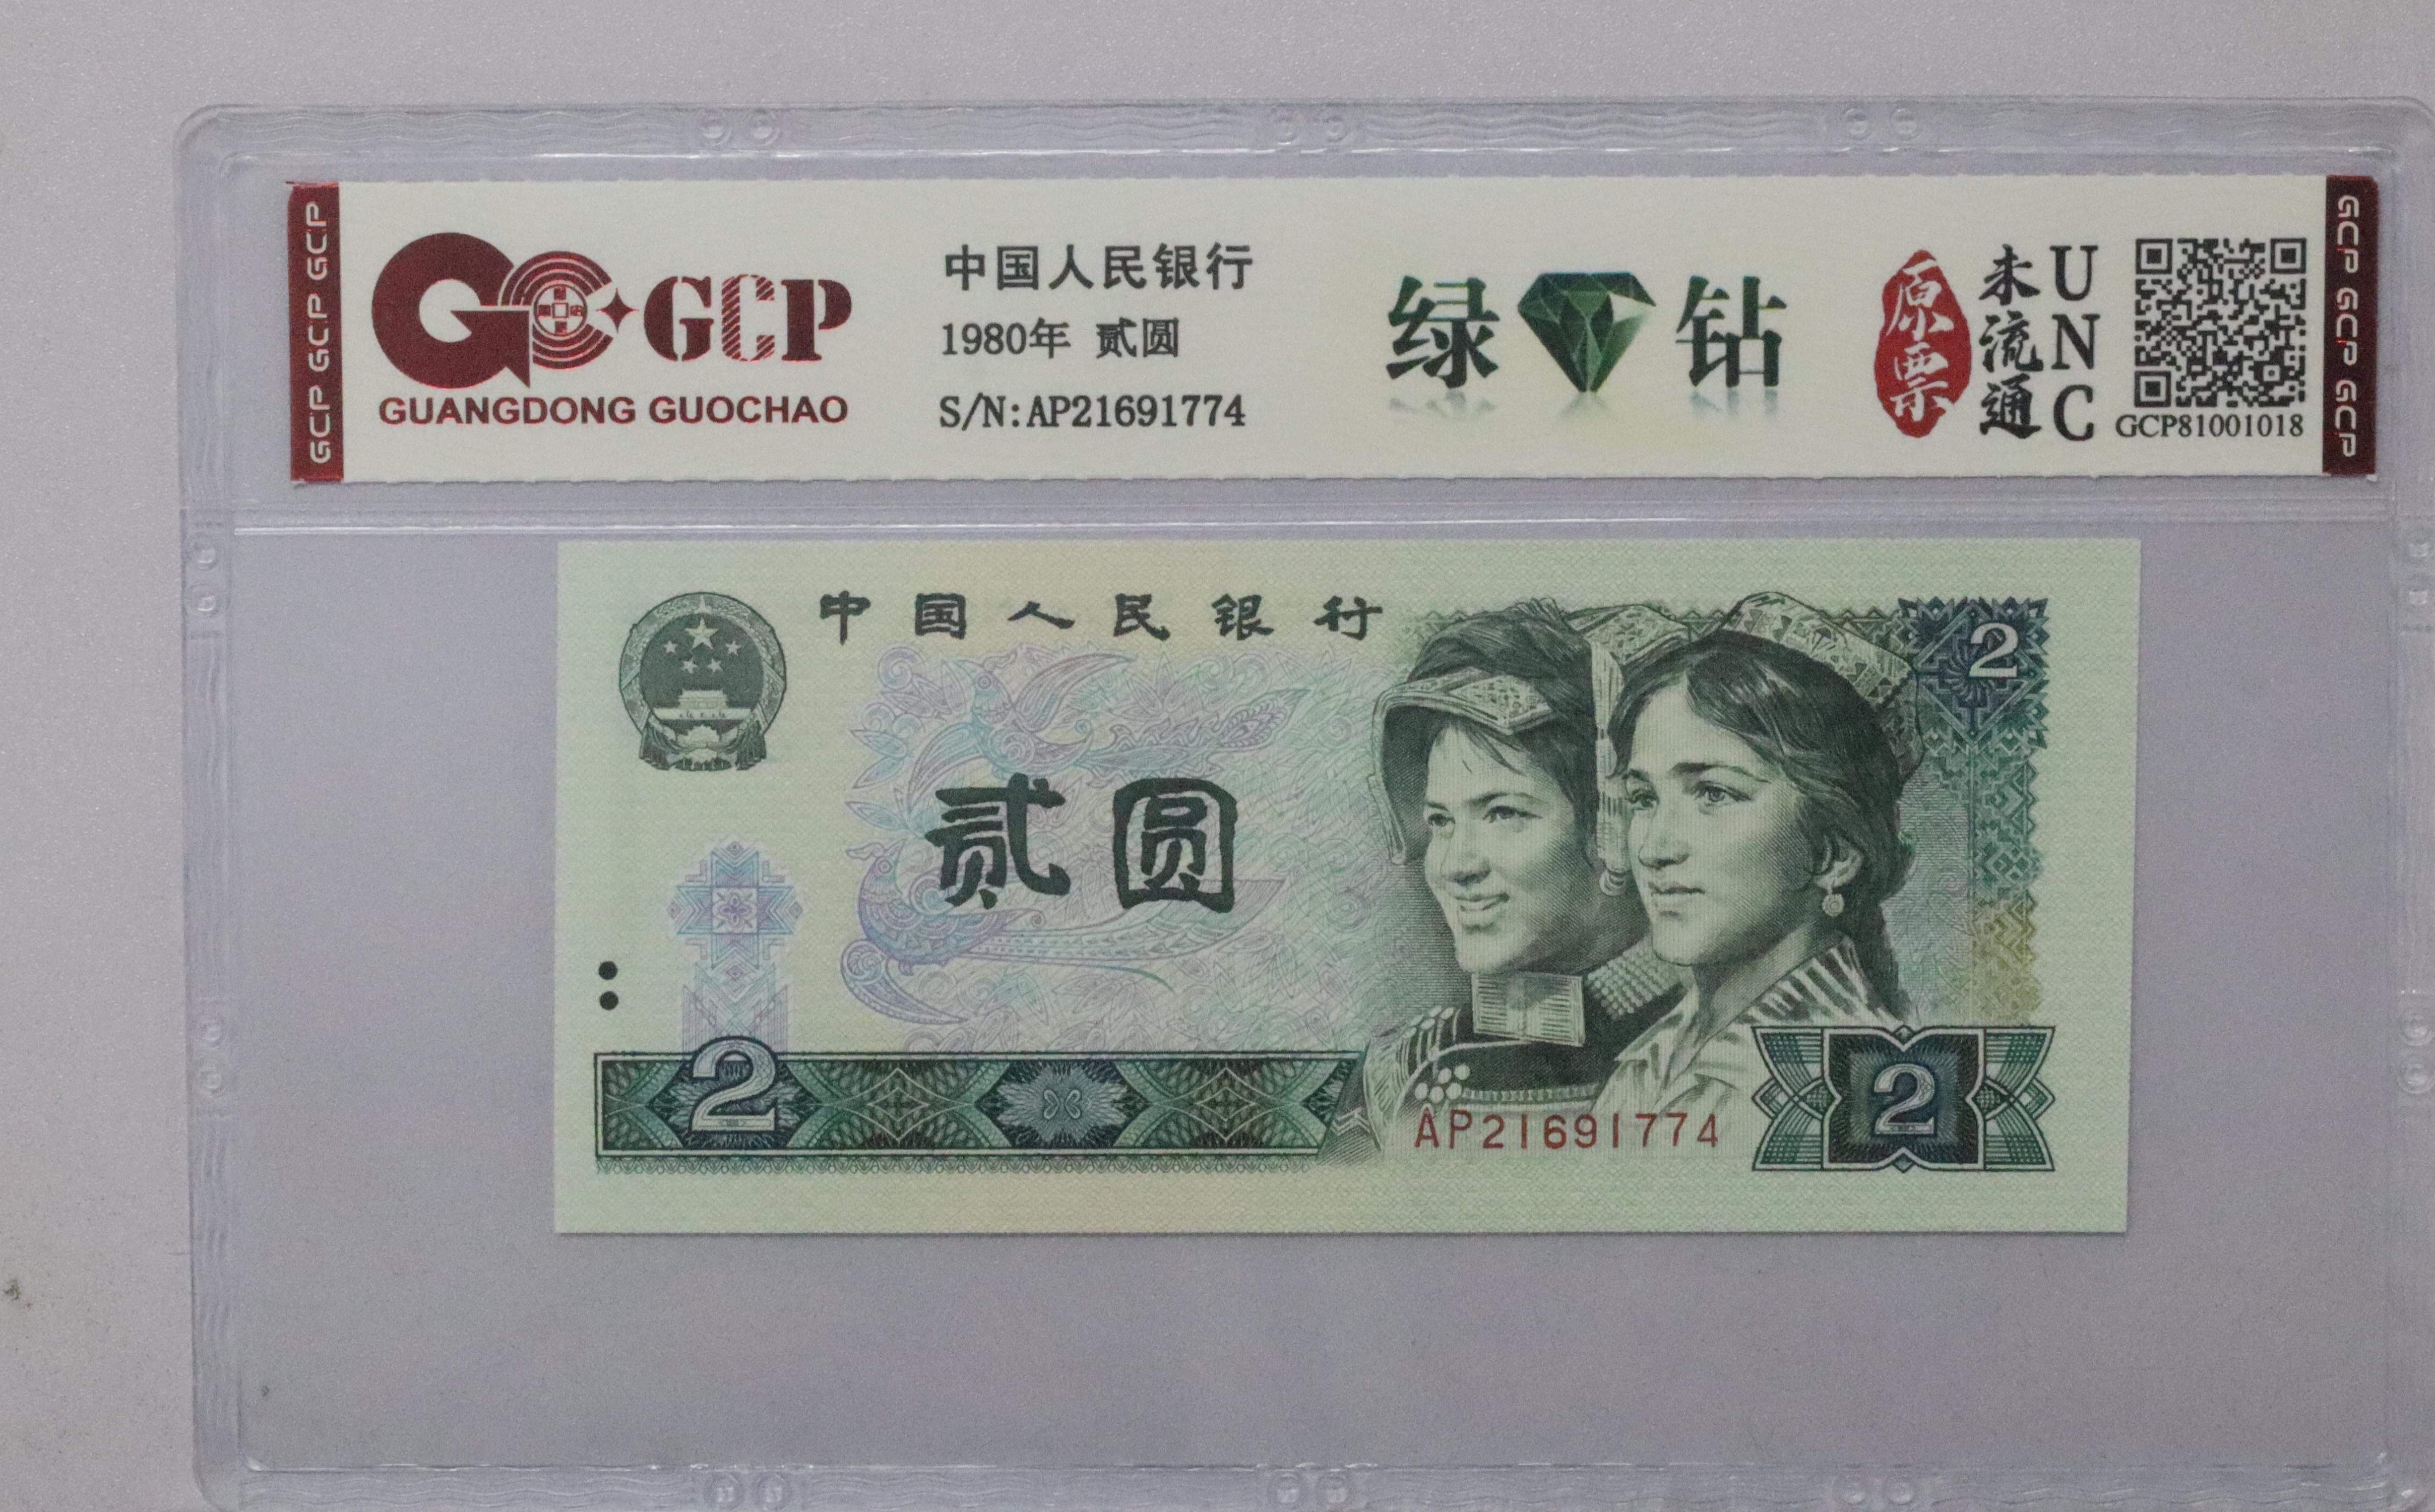 GCP GCP GCP
GCP
GUANGDONG GUOCHAO
中国人民银行
1980年 贰圆
S/N:AP21691774
绿 钻
原票
未流通
UNC
GCP81001018
GCP GCP GCP
中国人民银行
2
贰圆
2
AP21691774
2